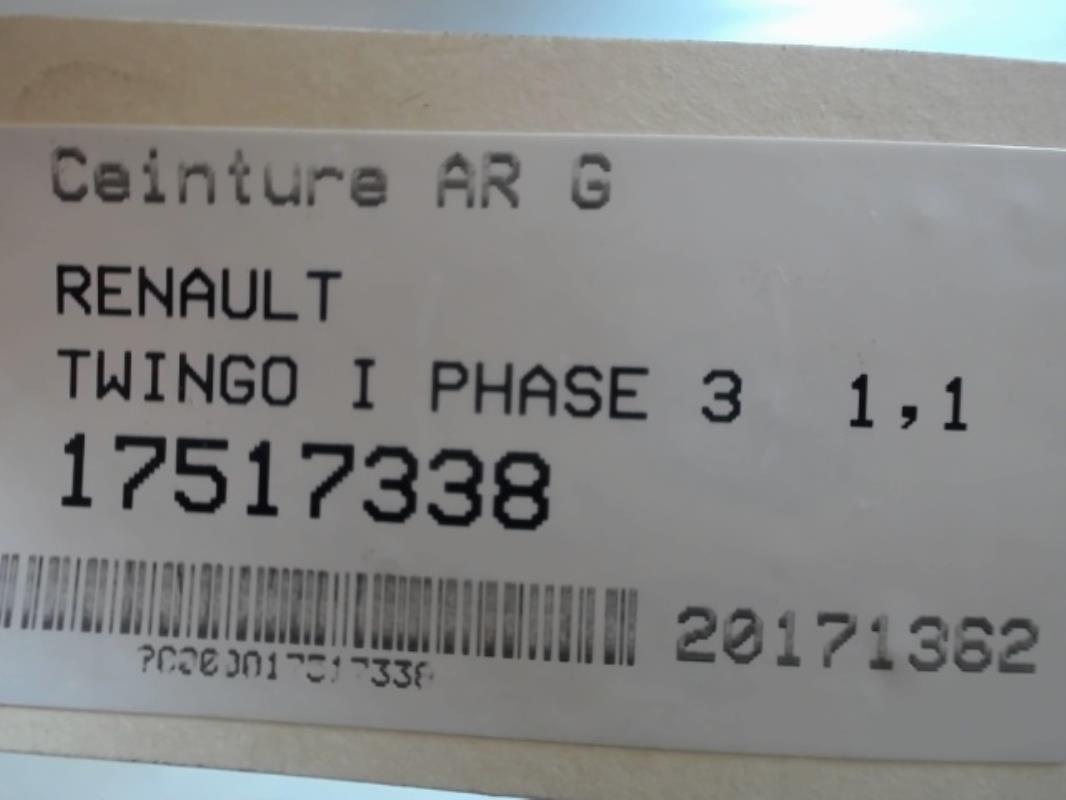 Ceinture AR G
RENAULT
TWINGO I PHASE 3 1,1
17517338
20171362